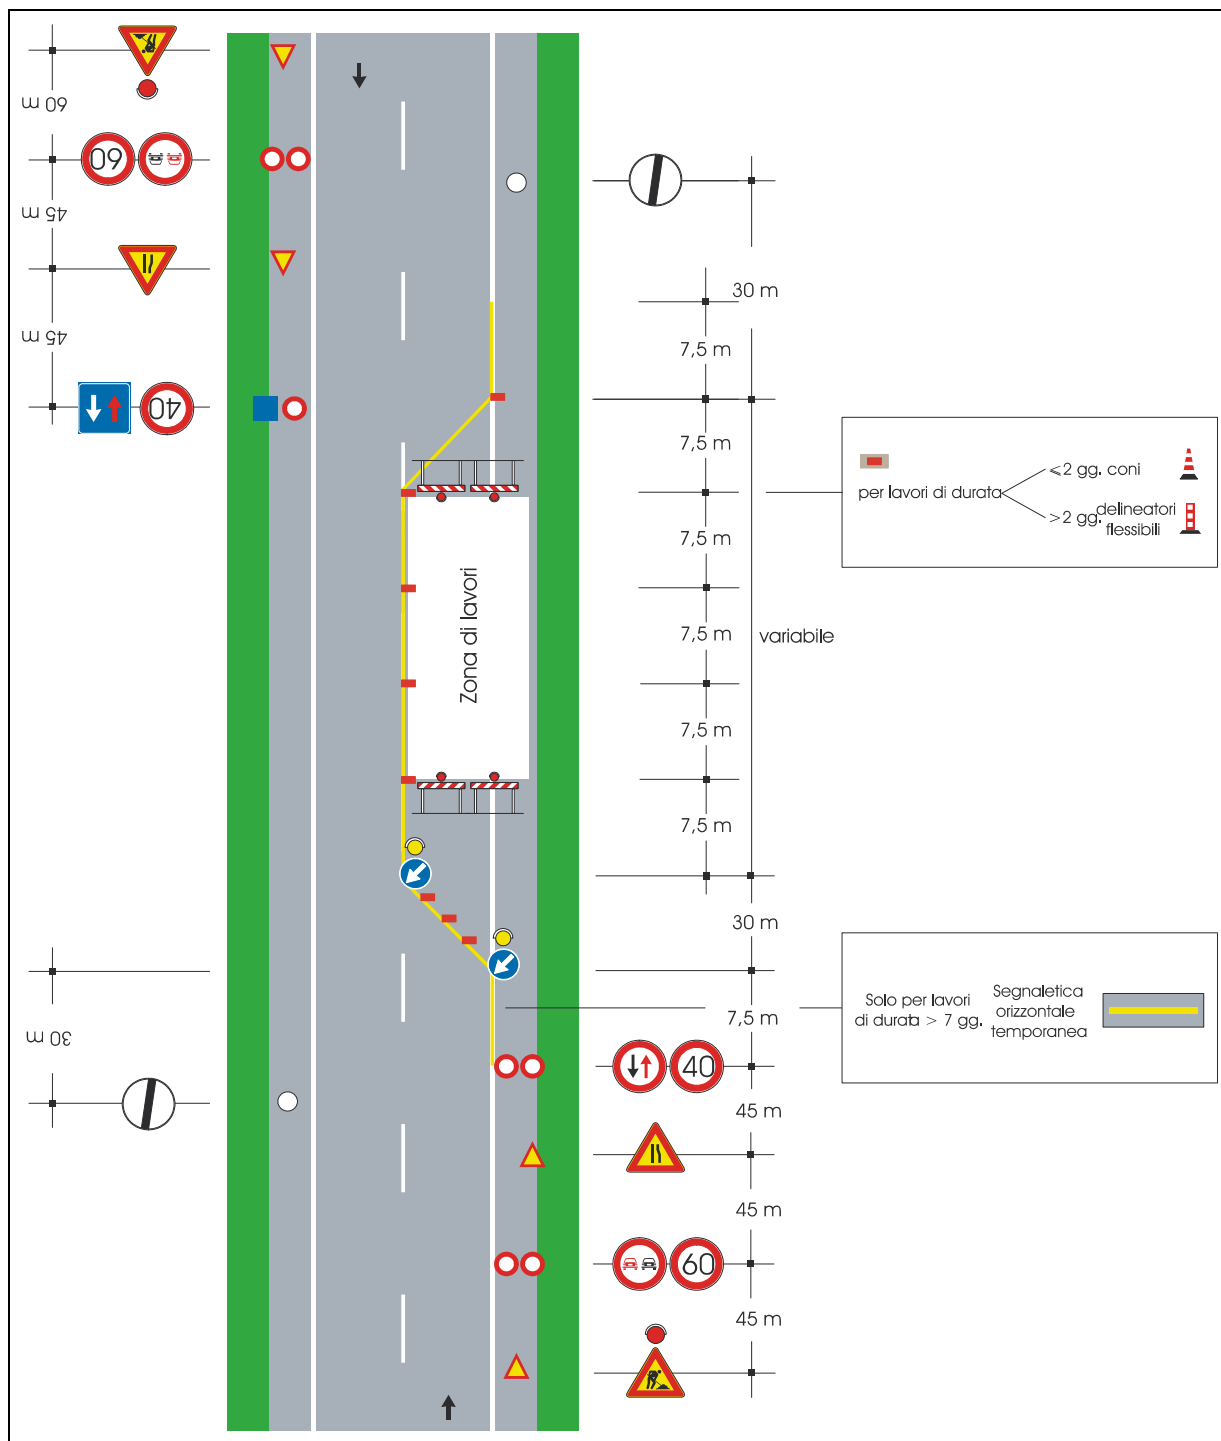 60 m
60
45 m
45 m
40
30 m
7,5 m
7,5 m
7,5 m
7,5 m
7,5 m
7,5 m
variabile
30 m
7,5 m
40
45 m
45 m
60
45 m
30 m
Zona di lavori
per lavori di durata
≤2 gg. coni
>2 gg. delineatori
flessibili
Solo per lavori
di durata > 7 gg.
Segnaletica
orizzontale
temporanea